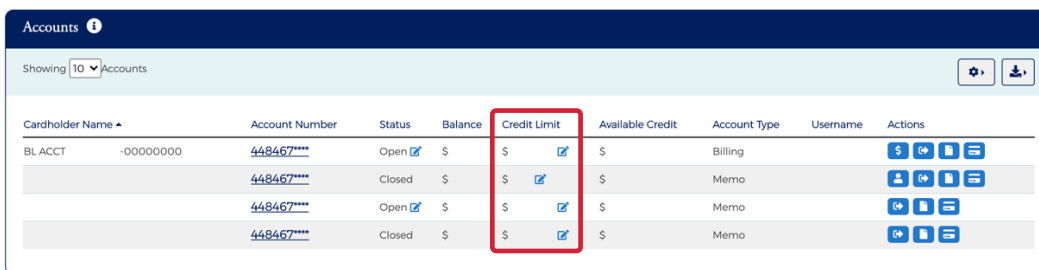 Accounts
Showing 10 Accounts
Cardholder Name Account Number Status Balance Credit Limit Available Credit Account Type Username Actions
BL ACCT -00000000 448467**** Open $ $ $ Billing
448467**** Closed $ $ $ Memo
448467**** Open $ $ $ Memo
448467**** Closed $ $ $ Memo